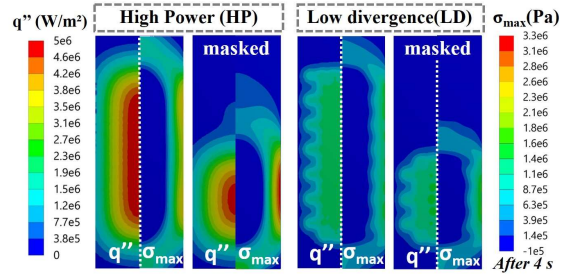 q” (W/m²)
High Power (HP)
Low divergence(LD)
σmax(Pa)
5e6
4.6e6
4.2e6
3.8e6
3.5e6
3.1e6
2.7e6
2.3e6
1.9e6
1.5e6
1.2e6
7.7e5
3.8e5
0
masked
q”
σmax
q”
σmax
masked
q”
σmax
q”
σmax
3.3e6
3.1e6
2.9e6
2.6e6
2.4e6
2.1e6
1.9e6
1.6e6
1.4e6
1.1e6
8.7e5
6.3e5
3.9e5
1.4e5
-1e5
After 4 s